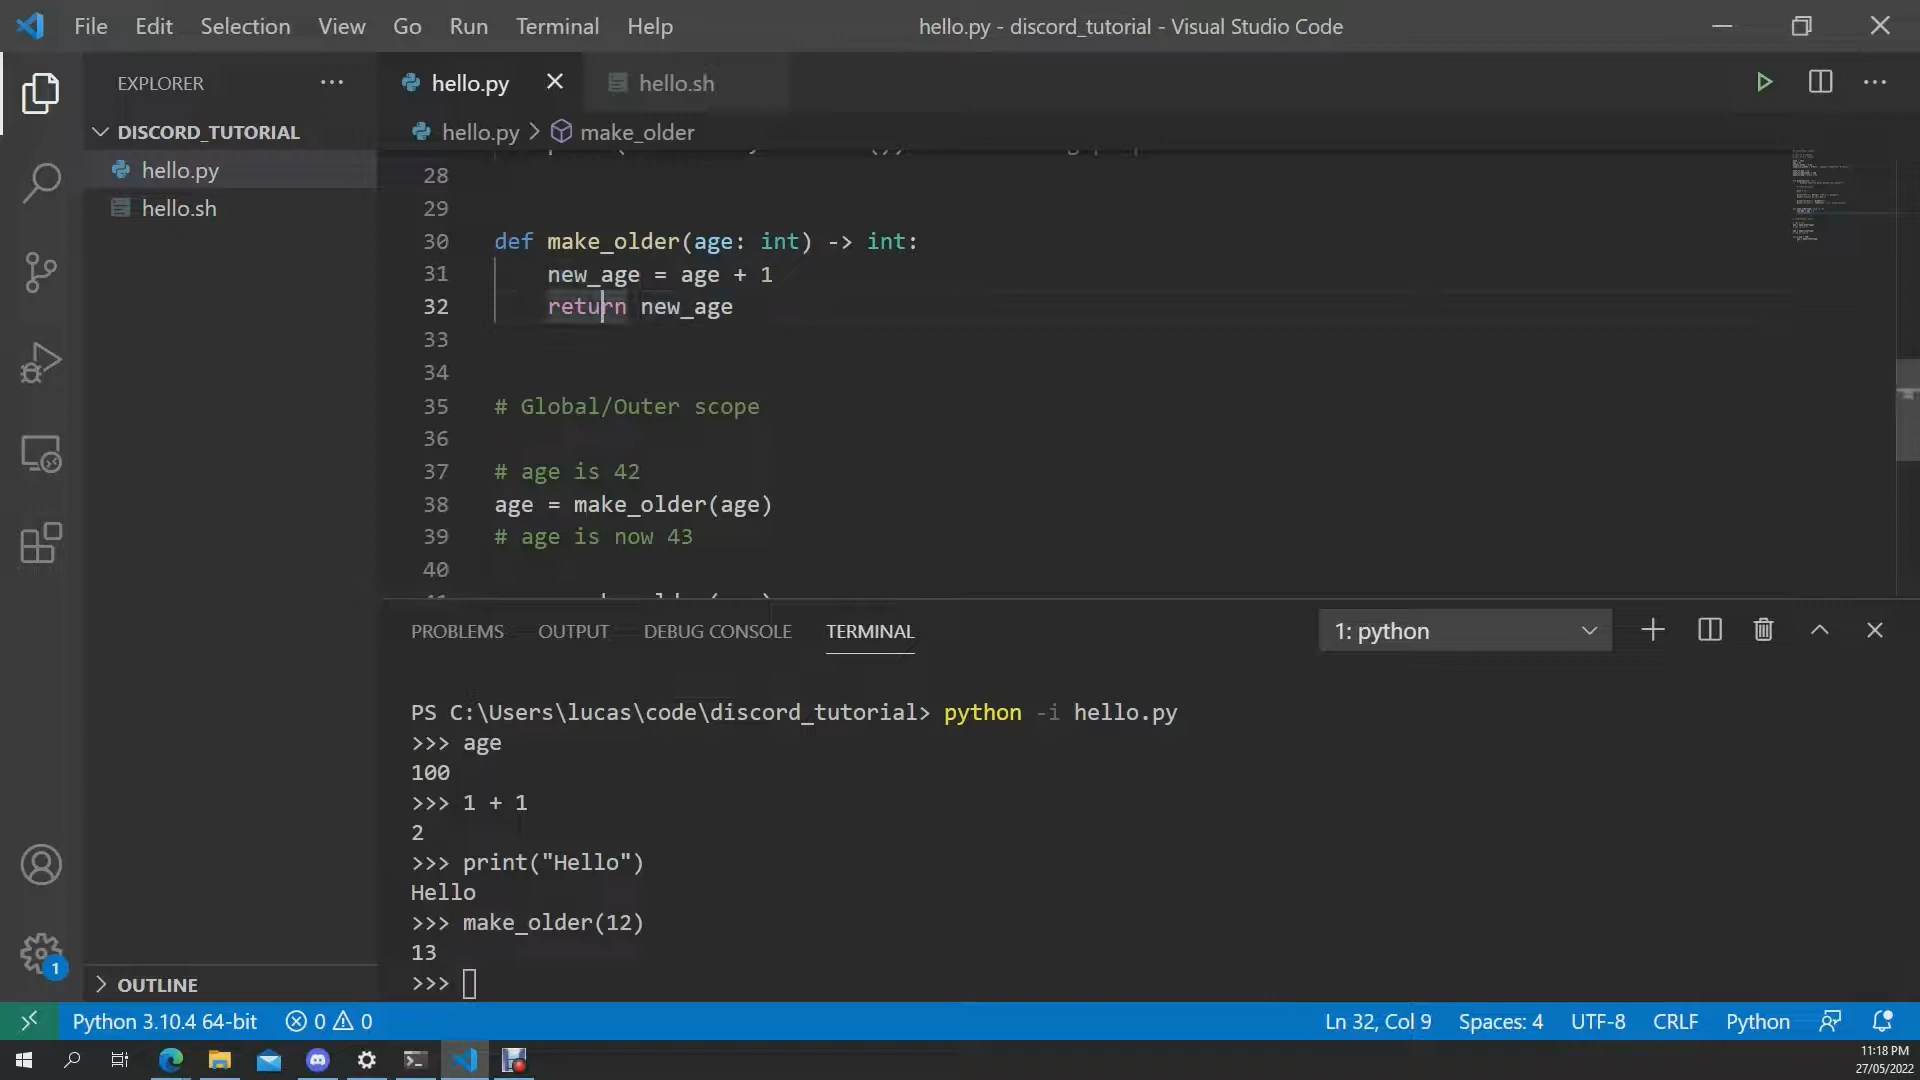 File Edit Selection View Go Run Terminal Help
hello.py - discord_tutorial - Visual Studio Code
EXPLORER
hello.py
hello.sh
DISCORD_TUTORIAL
hello.py > make_older
hello.py
hello.sh
28
29
30 def make_older(age: int) -> int:
31 new_age = age + 1
32 return new_age
33
34
35 # Global/Outer scope
36
37 # age is 42
38 age = make_older(age)
39 # age is now 43
40
PROBLEMS OUTPUT DEBUG CONSOLE TERMINAL
1: python
PS C:\Users\lucas\code\discord_tutorial> python -i hello.py
>>> age
100
>>> 1 + 1
2
>>> print("Hello")
Hello
>>> make_older(12)
13
>>>
1
OUTLINE
Python 3.10.4 64-bit 0 0
Ln 32, Col 9 Spaces: 4 UTF-8 CRLF Python
11:18 PM
27/05/2022